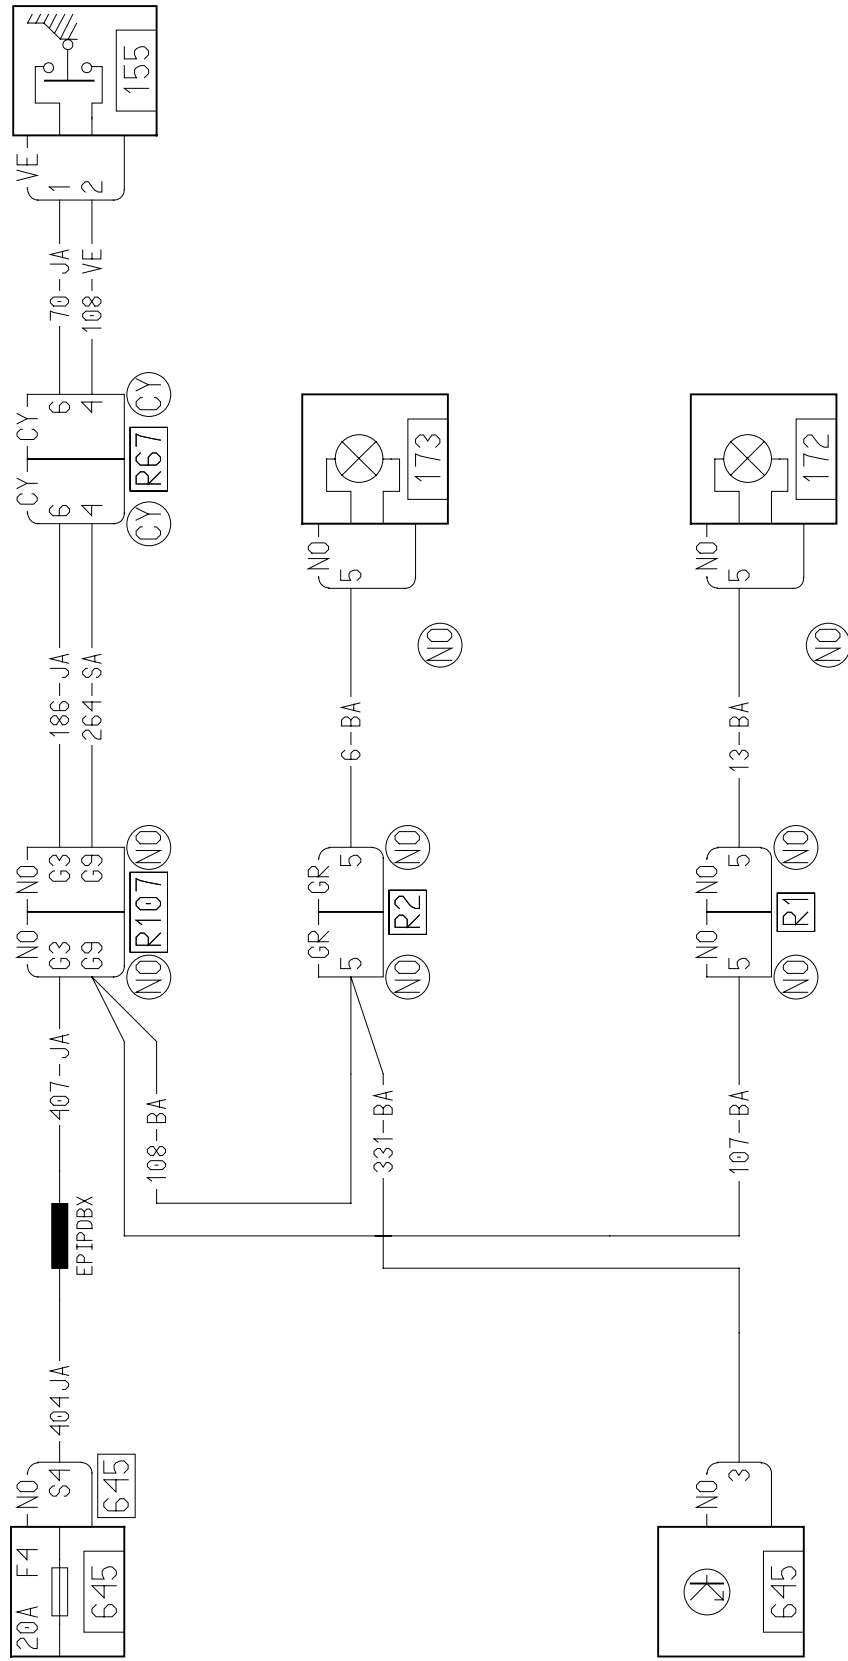 155
VE
1
2
70-JA
108-VE
CY
CY
6
4
6
4
CY
R67
CY
186-JA
264-SA
NO
NO
G3
G9
G3
G9
NO
R107
NO
407-JA
108-BA
EPIPDBX
404JA
NO
S4
645
20A F4
645
173
NO
5
NO
6-BA
GR
GR
5
5
NO
R2
NO
331-BA
172
NO
5
NO
13-BA
NO
NO
5
5
NO
R1
NO
107-BA
NO
3
645